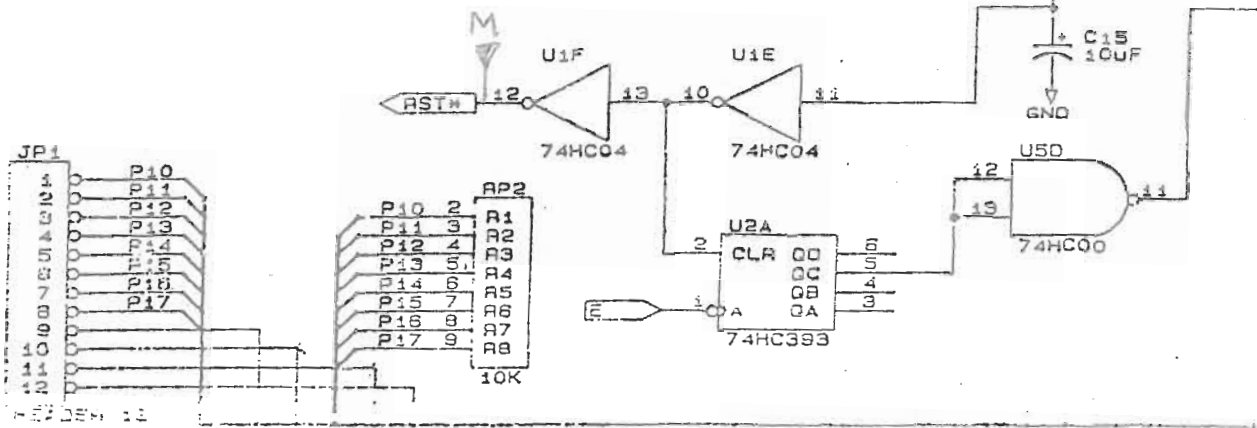 M
U1F
U1E
C15
10UF
GND
RST*
12
13
10
11
74HC04
74HC04
U5D
12
13
11
74HC00
JP1
1 P10
2 P11
3 P12
4 P13
5 P14
6 P15
7 P16
8 P17
9
10
11
12
RP2
P10 2 R1
P11 3 R2
P12 4 R3
P13 5 R4
P14 6 R5
P15 7 R6
P16 8 R7
P17 9 R8
10K
U2A
2 CLR QD 6
QC 5
QB 4
E 1 A QA 3
74HC393